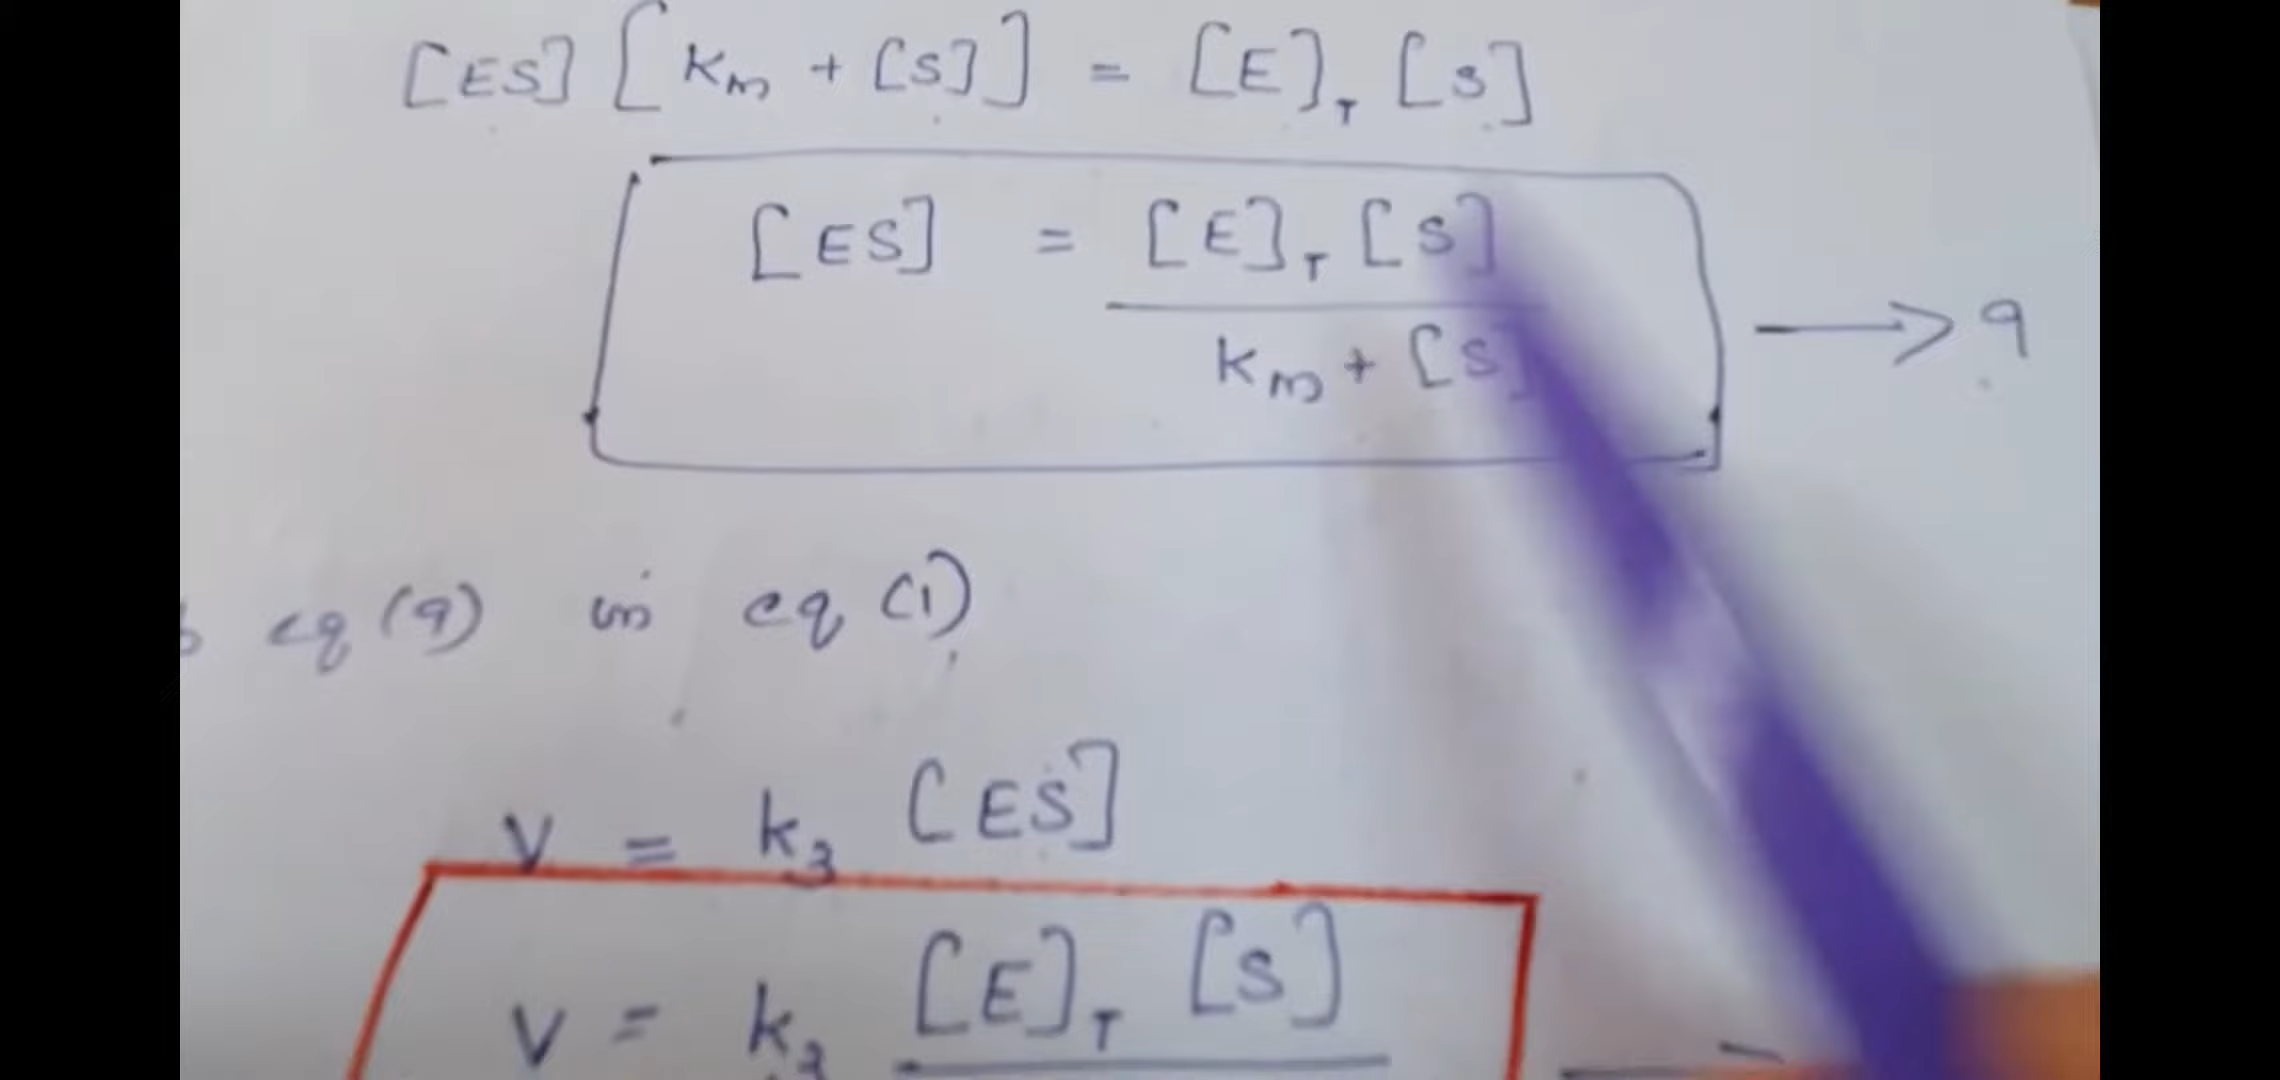 [ES] [Km + [S]] = [E]T [S]
[ES] = [E]T [S]
Km + [S] → 9
eq (9) in eq (1)
V = k3 [ES]
V = k3 [E]T [S]